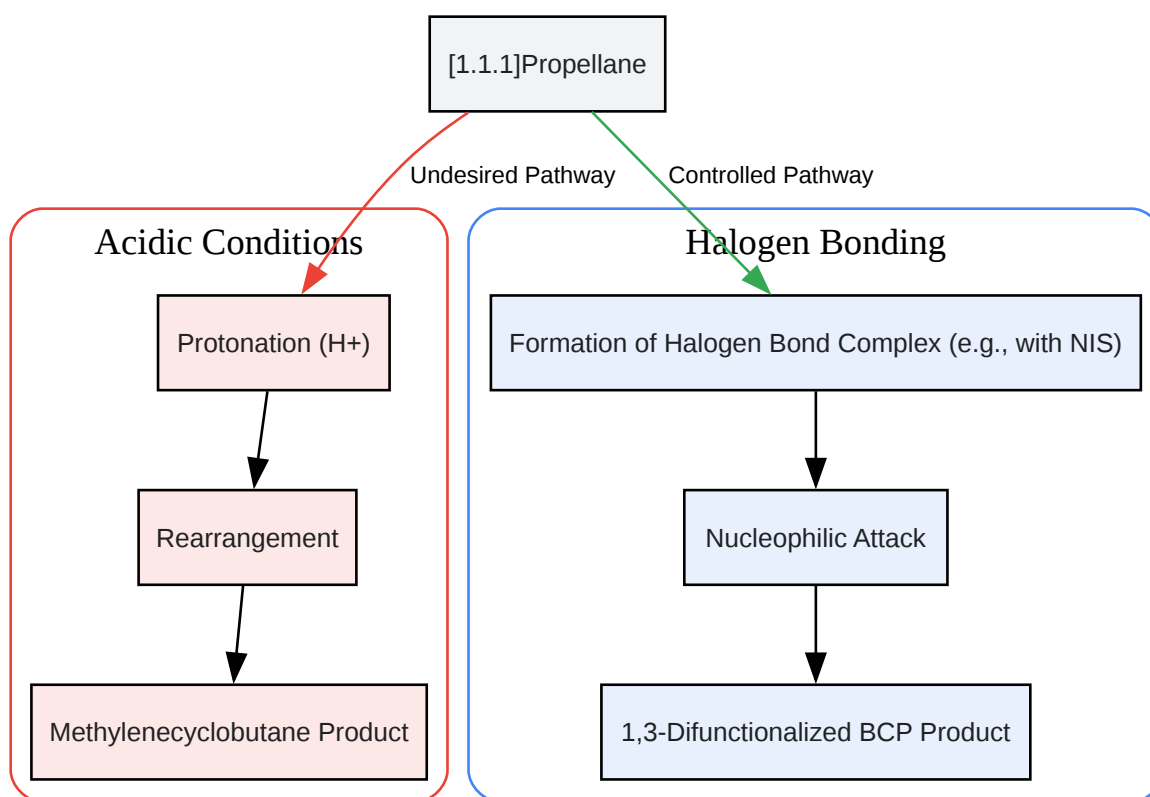 [1.1.1]Propellane
Undesired Pathway
Controlled Pathway
Acidic Conditions
Halogen Bonding
Protonation (H+)
Formation of Halogen Bond Complex (e.g., with NIS)
Rearrangement
Nucleophilic Attack
Methylenecyclobutane Product
1,3-Difunctionalized BCP Product